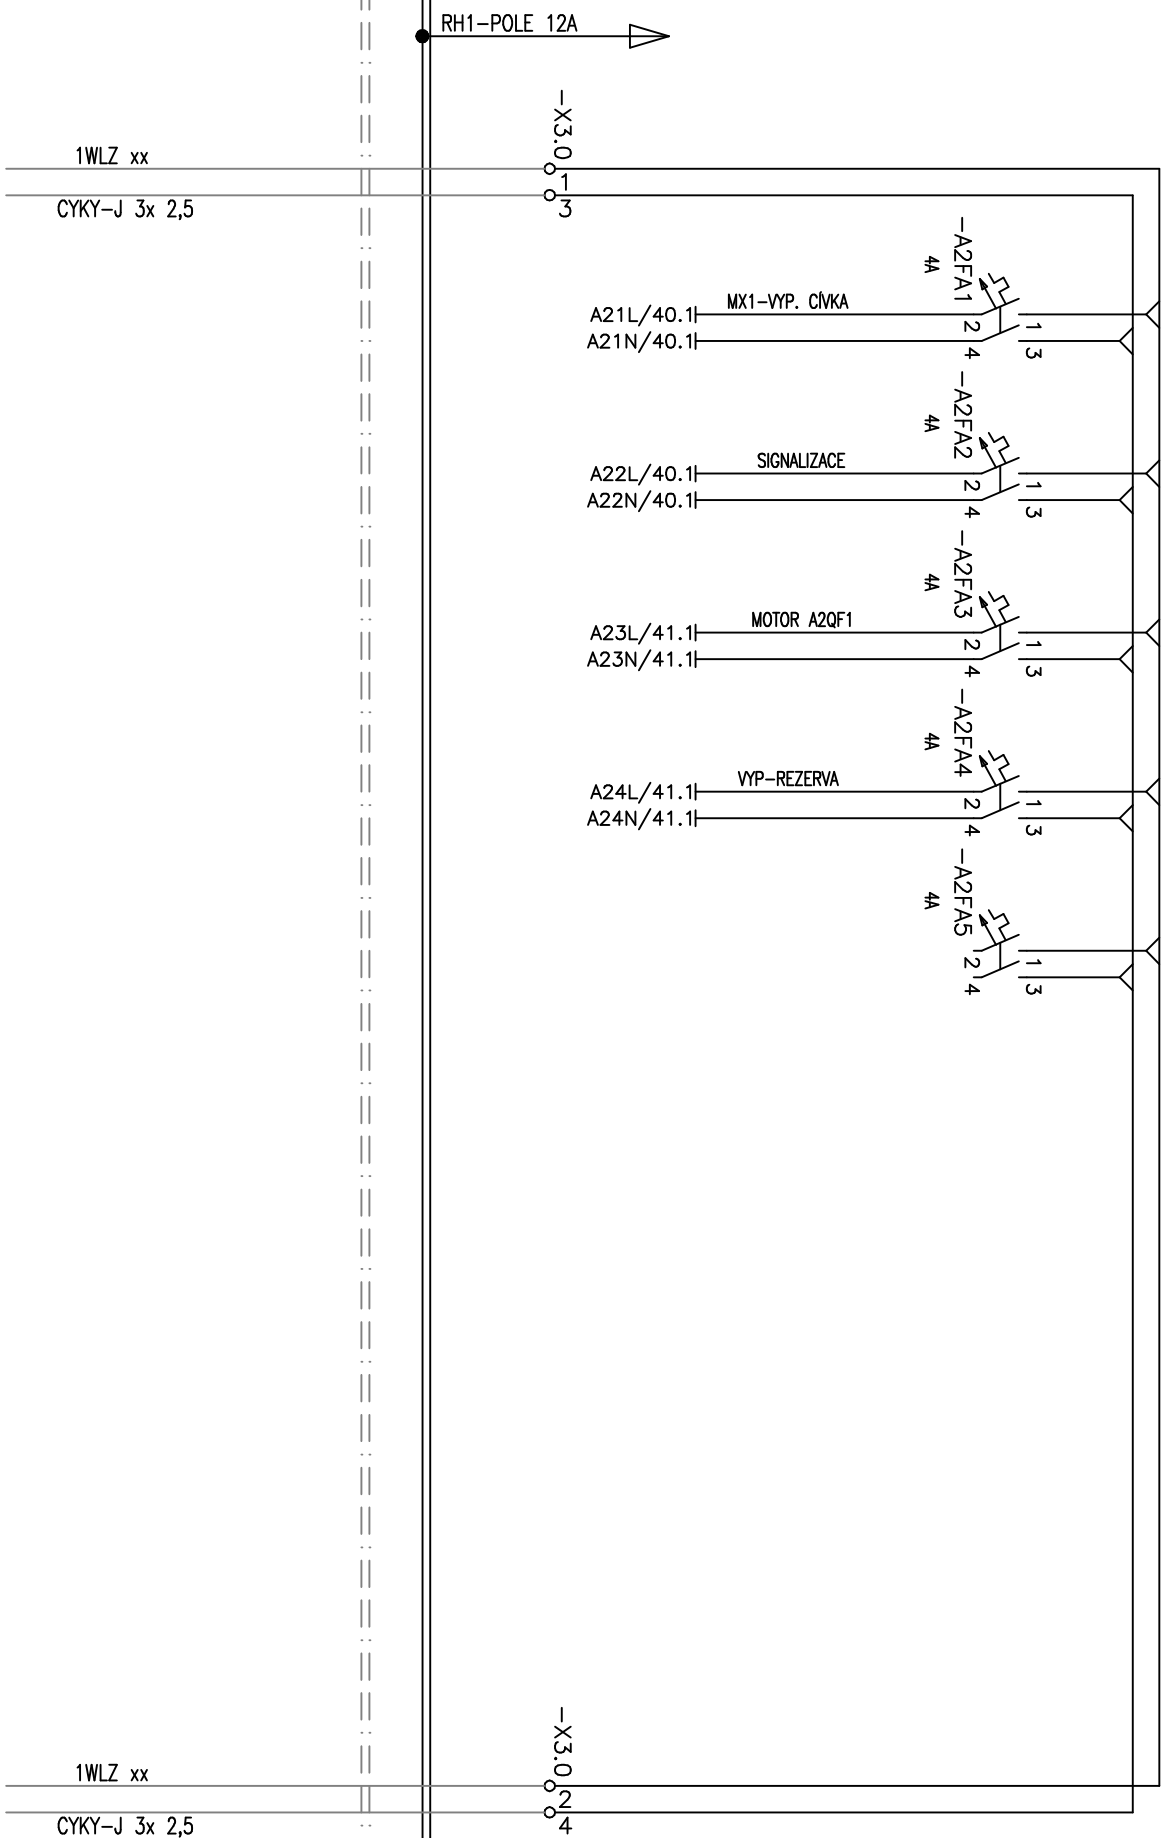 RH1-POLE 12A
-X3.0
1WLZ xx
1
CYKY-J 3x 2,5
3
-A2FA1
4A
MX1-VYP. CÍVKA
A21L/40.1
2
1
A21N/40.1
4
3
-A2FA2
4A
SIGNALIZACE
A22L/40.1
2
1
A22N/40.1
4
3
-A2FA3
4A
MOTOR A2QF1
A23L/41.1
2
1
A23N/41.1
4
3
-A2FA4
4A
VYP-REZERVA
A24L/41.1
2
1
A24N/41.1
4
3
-A2FA5
4A
2
1
4
3
-X3.0
1WLZ xx
2
CYKY-J 3x 2,5
4